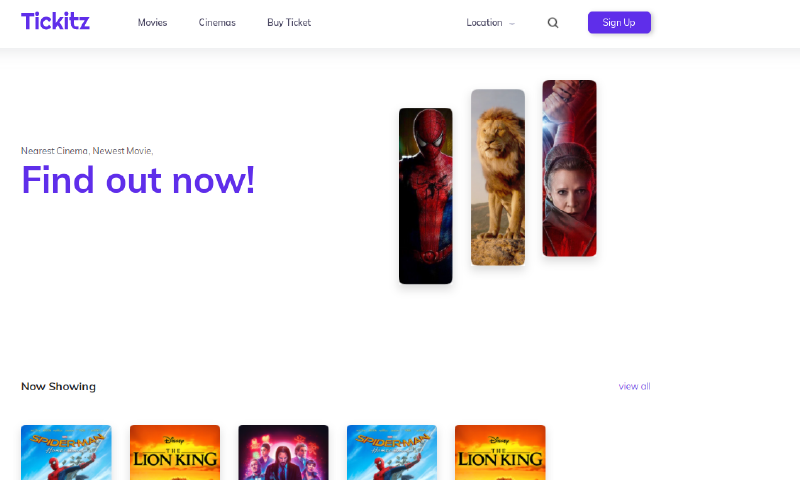 Tickitz
Movies
Cinemas
Buy Ticket
Location
Sign Up
Nearest Cinema, Newest Movie,
Find out now!
Now Showing
view all
SPIDER-MAN
Disney
THE
LION KING
SPIDER-MAN
Disney
THE
LION KING